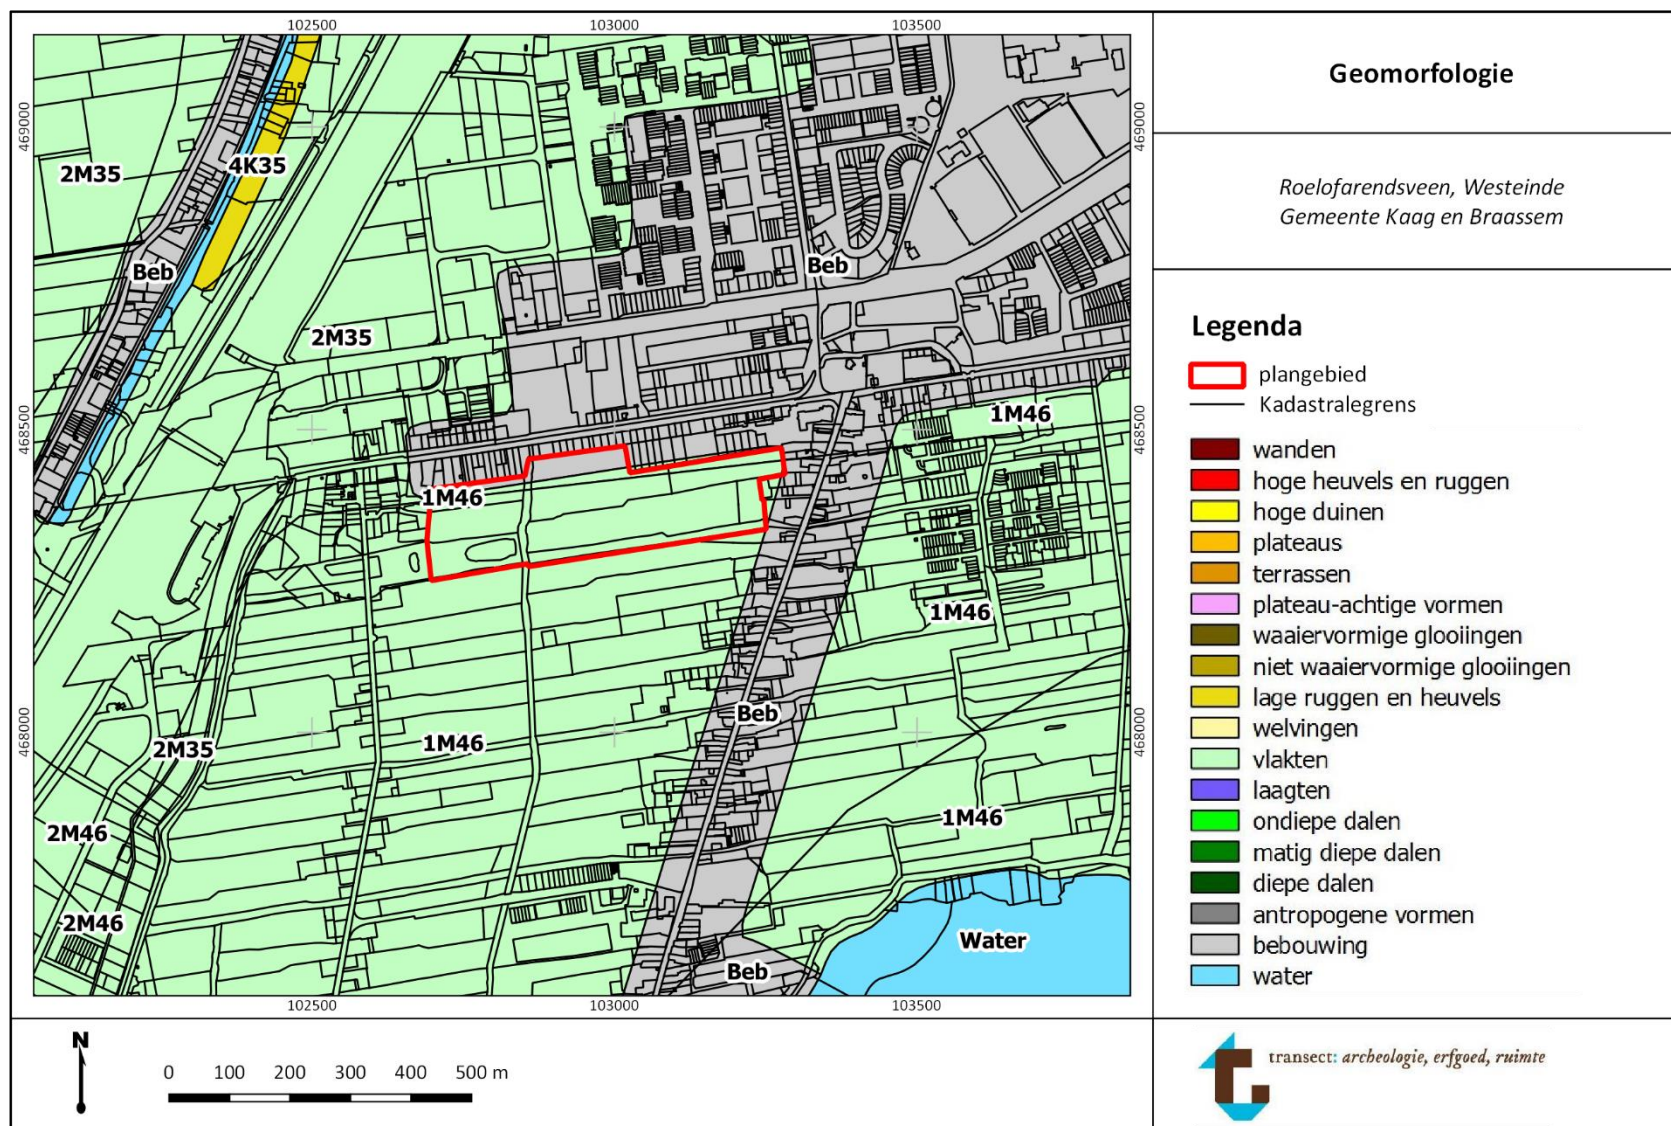 102500 103000 103500
469000 469000
2M35 4K35
Beb Beb
2M35
468500 468500
1M46
1M46
1M46
Beb
468000 468000
2M35 1M46
1M46
2M46
2M46
Water
Beb
102500 103000 103500
N
0 100 200 300 400 500 m
Geomorfologie
Roelofarendsveen, Westeinde
Gemeente Kaag en Braassem
Legenda
plangebied
Kadastralegrens
wanden
hoge heuvels en ruggen
hoge duinen
plateaus
terrassen
plateau-achtige vormen
waaiervormige glooiingen
niet waaiervormige glooiingen
lage ruggen en heuvels
welvingen
vlakten
laagten
ondiepe dalen
matig diepe dalen
diepe dalen
antropogene vormen
bebouwing
water
transect: archeologie, erfgoed, ruimte